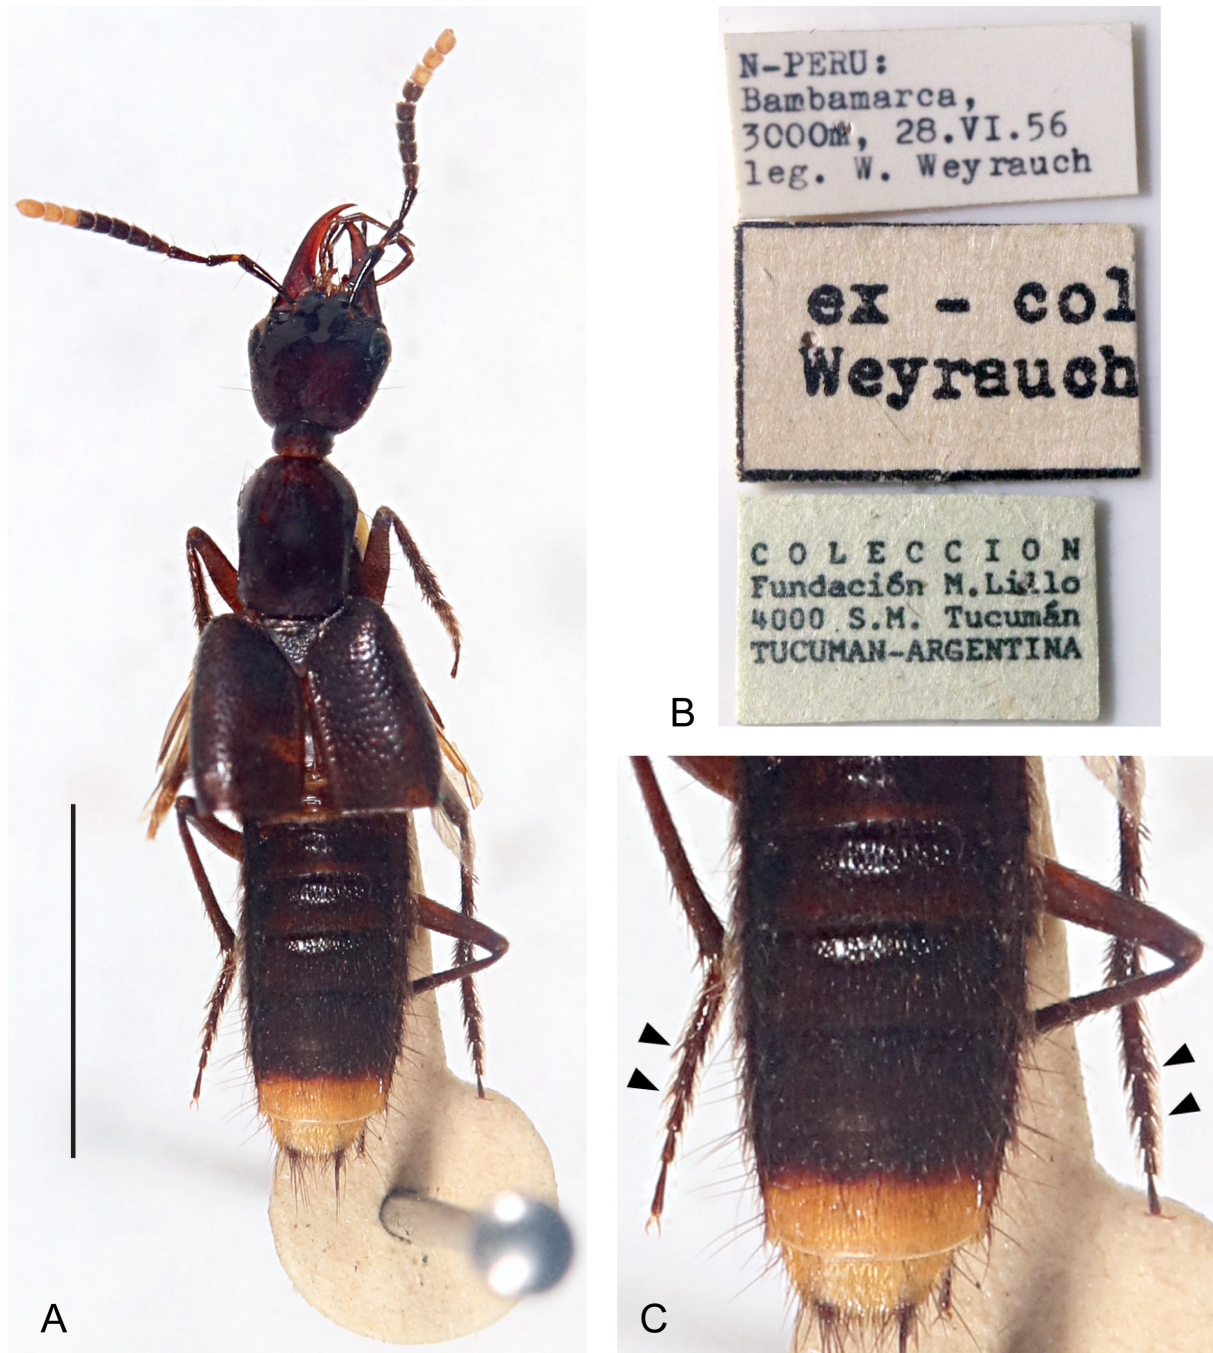 A
N-PERU:
Bambamarca,
3000m, 28.VI.56
leg. W. Weyrauch
ex - col
Weyrauch
COLECCION
Fundación M.Lillo
4000 S.M. Tucumán
TUCUMAN-ARGENTINA
B
C